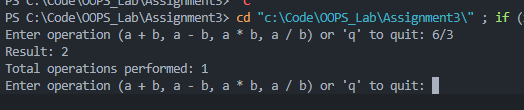 PS C:\Code\OOPS_Lab\Assignment3> ^C
PS C:\Code\OOPS_Lab\Assignment3> cd "c:\Code\OOPS_Lab\Assignment3\" ; if (
Enter operation (a + b, a - b, a * b, a / b) or 'q' to quit: 6/3
Result: 2
Total operations performed: 1
Enter operation (a + b, a - b, a * b, a / b) or 'q' to quit: